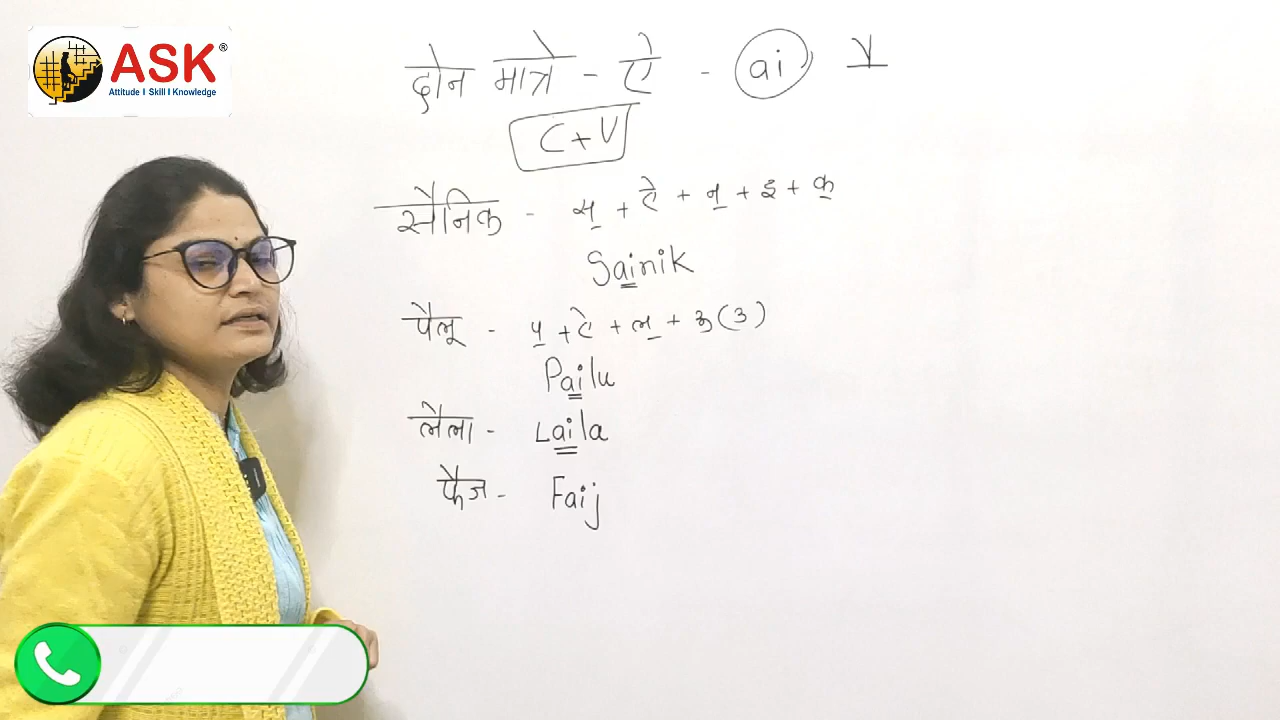 ASK®
Attitude I Skill I Knowledge
दोन मात्रे - ऐ - ai
C + V
सैनिक - स् + ऐ + न् + इ + क्
Sainik
पैलू - प् + ऐ + ल् + ऊ (उ)
Pailu
लैला - Laila
फैज - Faij